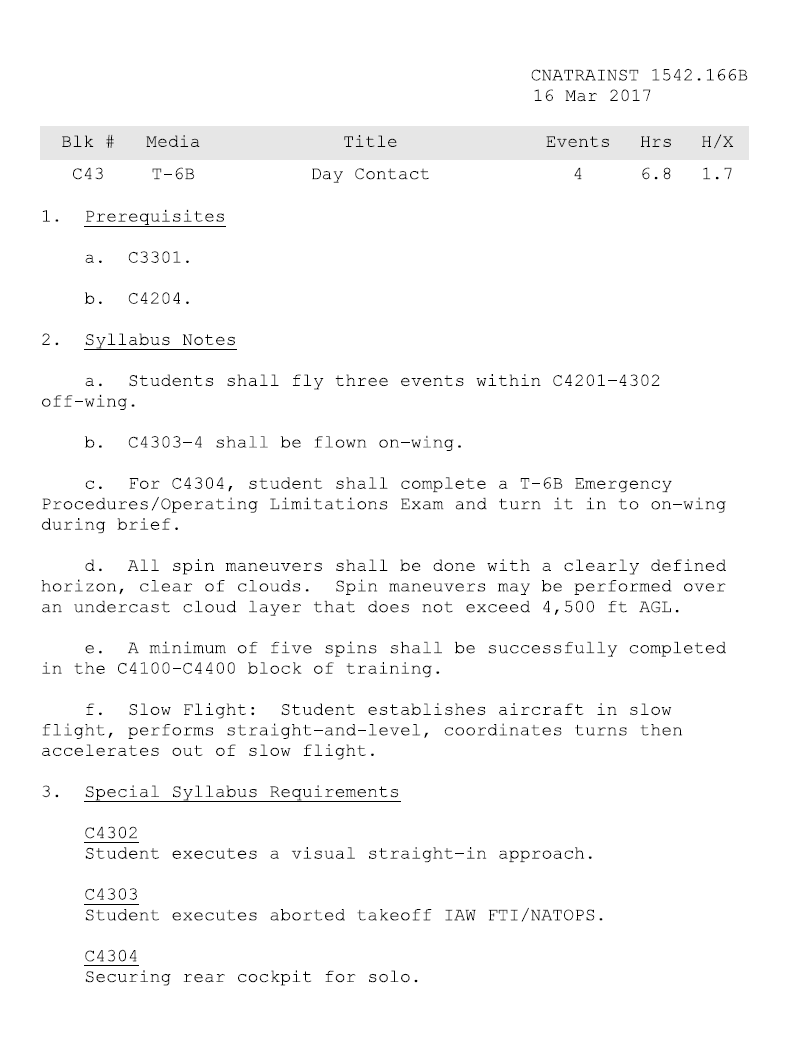 CNATRAINST 1542.166B
16 Mar 2017
Blk # Media Title Events Hrs H/X
C43 T-6B Day Contact 4 6.8 1.7
1. Prerequisites
a. C3301.
b. C4204.
2. Syllabus Notes
a. Students shall fly three events within C4201-4302
off-wing.
b. C4303-4 shall be flown on-wing.
c. For C4304, student shall complete a T-6B Emergency
Procedures/Operating Limitations Exam and turn it in to on-wing
during brief.
d. All spin maneuvers shall be done with a clearly defined
horizon, clear of clouds. Spin maneuvers may be performed over
an undercast cloud layer that does not exceed 4,500 ft AGL.
e. A minimum of five spins shall be successfully completed
in the C4100-C4400 block of training.
f. Slow Flight: Student establishes aircraft in slow
flight, performs straight-and-level, coordinates turns then
accelerates out of slow flight.
3. Special Syllabus Requirements
C4302
Student executes a visual straight-in approach.
C4303
Student executes aborted takeoff IAW FTI/NATOPS.
C4304
Securing rear cockpit for solo.